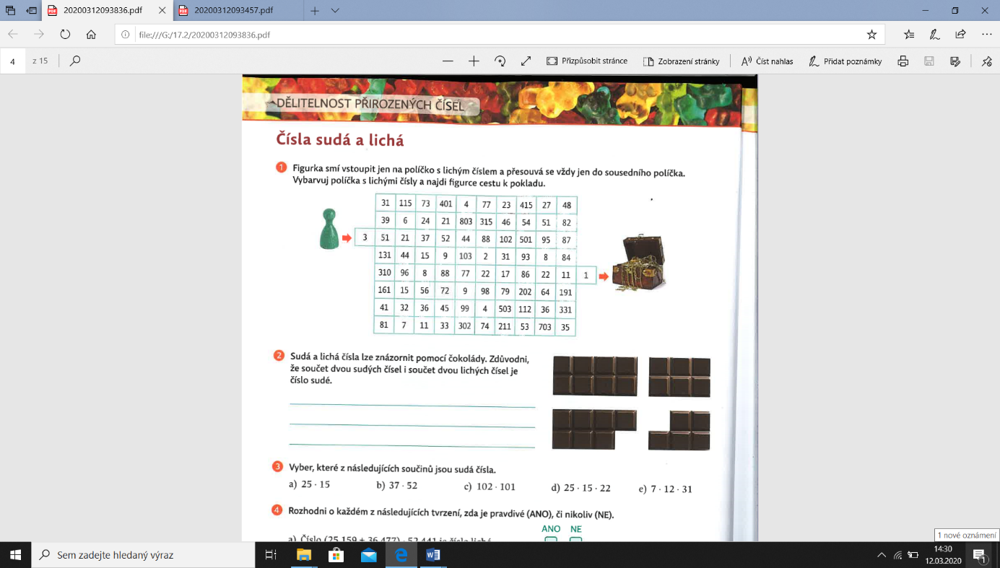 20200312093836.pdf
20200312093457.pdf
file:///G:/17.2/20200312093836.pdf
4 z 15
Přizpůsobit stránce
Zobrazení stránky
Číst nahlas
Přidat poznámky
DĚLITELNOST PŘIROZENÝCH ČÍSEL
Čísla sudá a lichá
1 Figurka smí vstoupit jen na políčko s lichým číslem a přesouvá se vždy jen do sousedního políčka.
Vybarvuj políčka s lichými čísly a najdi figurce cestu k pokladu.
31 115 73 401 4 77 23 415 27 48
39 6 24 21 803 315 46 54 51 82
3 51 21 37 52 44 88 102 501 95 87
131 44 15 9 103 2 31 93 8 84
310 96 8 88 77 22 17 86 22 11 1
161 15 56 72 9 98 79 202 64 191
41 32 36 45 99 4 503 112 36 331
81 7 11 33 302 74 211 53 703 35
2 Sudá a lichá čísla lze znázornit pomocí čokolády. Zdůvodni,
že součet dvou sudých čísel i součet dvou lichých čísel je
číslo sudé.
3 Vyber, které z následujících součinů jsou sudá čísla.
a) 25 · 15 b) 37 · 52 c) 102 · 101 d) 25 · 15 · 22 e) 7 · 12 · 31
4 Rozhodni o každém z následujících tvrzení, zda je pravdivé (ANO), či nikoliv (NE).
ANO NE
a) Číslo (25 159 + 36 477) · 52 441 je číslo liché.
1 nové oznámení
Sem zadejte hledaný výraz
14:30
12.03.2020
1